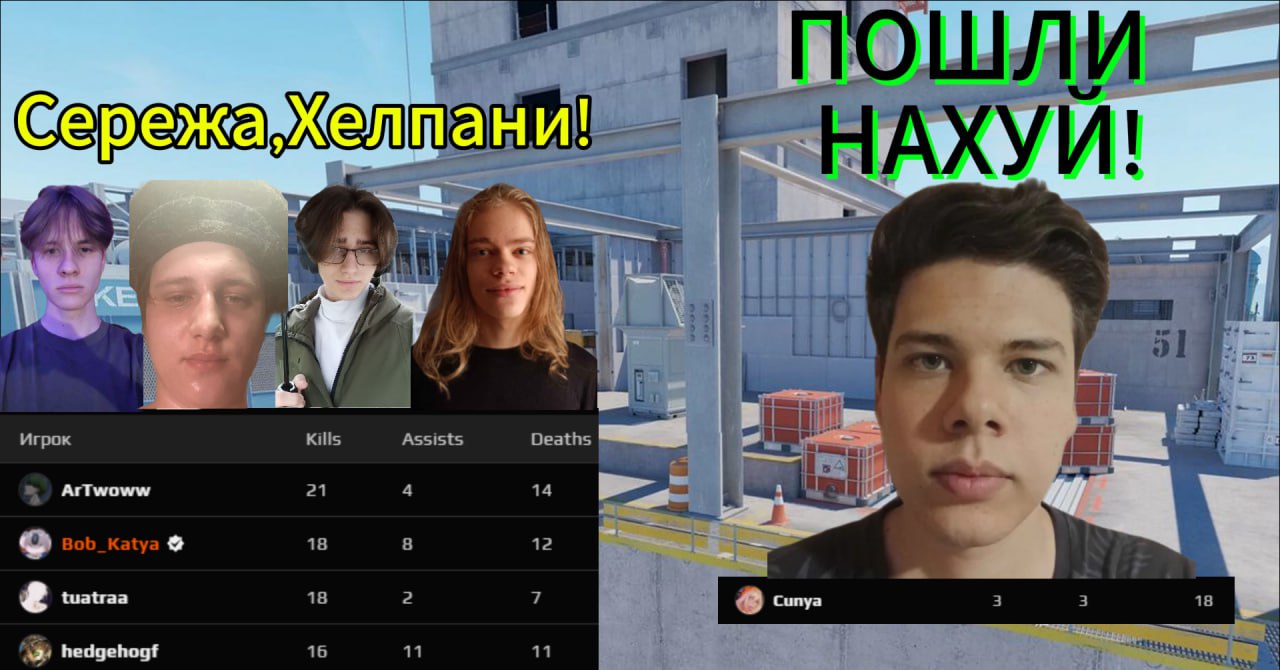 Сережа,Хелпани!
ПОШЛИ
НАХУЙ!
KE
51
Игрок Kills Assists Deaths
ArTwoww 21 4 14
Bob_Katya 18 8 12
tuatraa 18 2 7
hedgehogf 16 11 11
Cunya 3 3 18